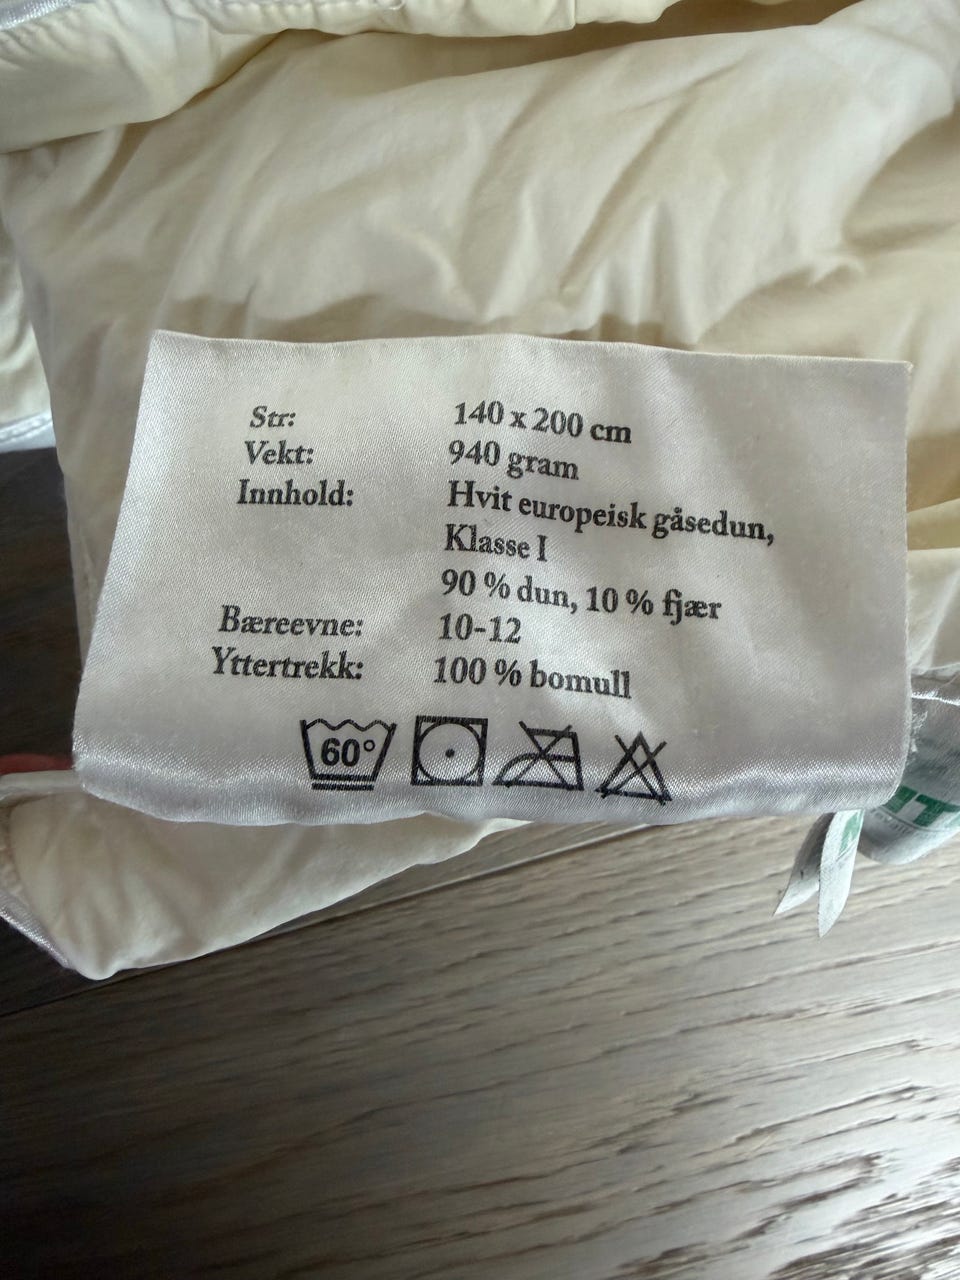 Str: 140 x 200 cm
Vekt: 940 gram
Innhold: Hvit europeisk gåsedun,
Klasse I
90 % dun, 10 % fjær
Bæreevne: 10-12
Yttertrekk: 100 % bomull
60°